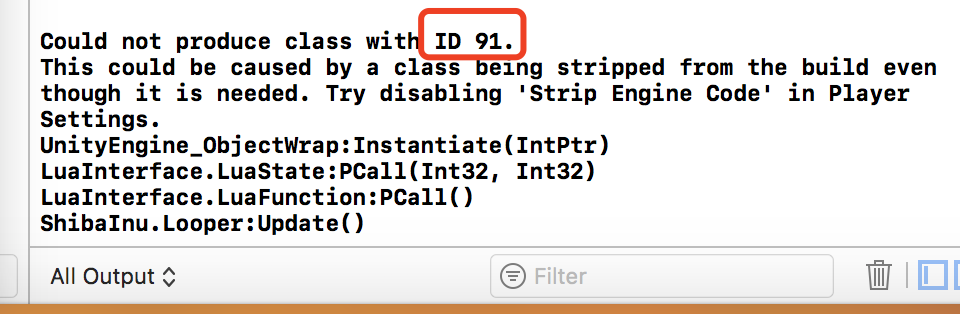 Could not produce class with ID 91.
This could be caused by a class being stripped from the build even
though it is needed. Try disabling 'Strip Engine Code' in Player
Settings.
UnityEngine_ObjectWrap:Instantiate(IntPtr)
LuaInterface.LuaState:PCall(Int32, Int32)
LuaInterface.LuaFunction:PCall()
ShibaInu.Looper:Update()
All Output
Filter